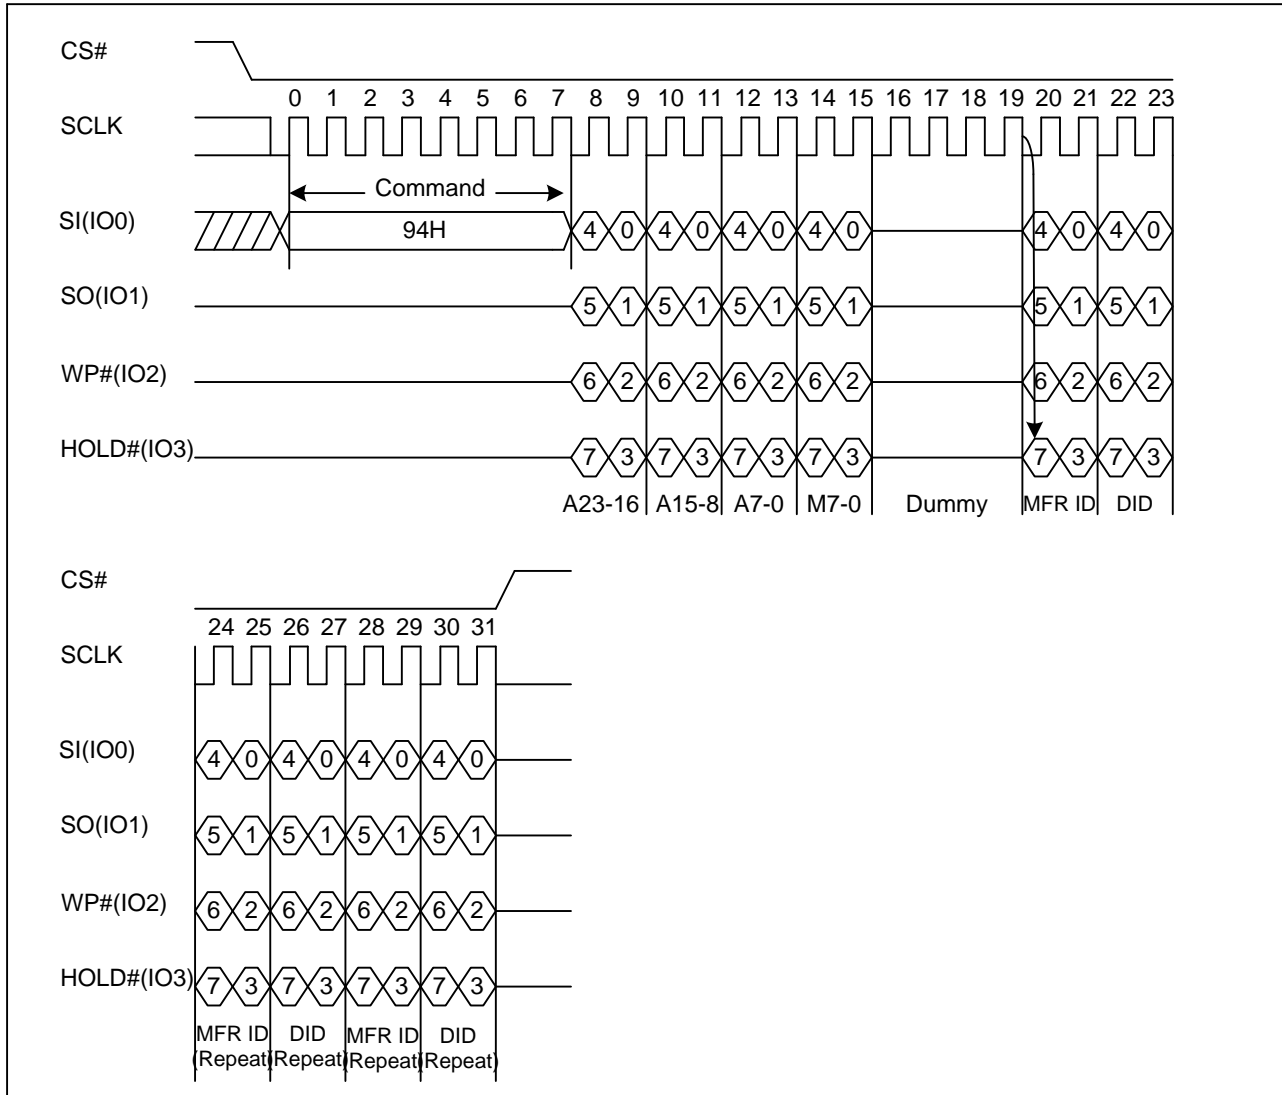 CS#
0 1 2 3 4 5 6 7 8 9 10 11 12 13 14 15 16 17 18 19 20 21 22 23
SCLK
Command
SI(IO0)
94H
4 0 4 0 4 0 4 0 4 0 4 0
SO(IO1)
5 1 5 1 5 1 5 1 5 1 5 1
WP#(IO2)
6 2 6 2 6 2 6 2 6 2 6 2
HOLD#(IO3)
7 3 7 3 7 3 7 3 7 3 7 3
A23-16 A15-8 A7-0 M7-0 Dummy MFR ID DID
CS#
24 25 26 27 28 29 30 31
SCLK
SI(IO0)
4 0 4 0 4 0 4 0
SO(IO1)
5 1 5 1 5 1 5 1
WP#(IO2)
6 2 6 2 6 2 6 2
HOLD#(IO3)
7 3 7 3 7 3 7 3
MFR ID DID MFR ID DID
(Repeat) (Repeat) (Repeat) (Repeat)